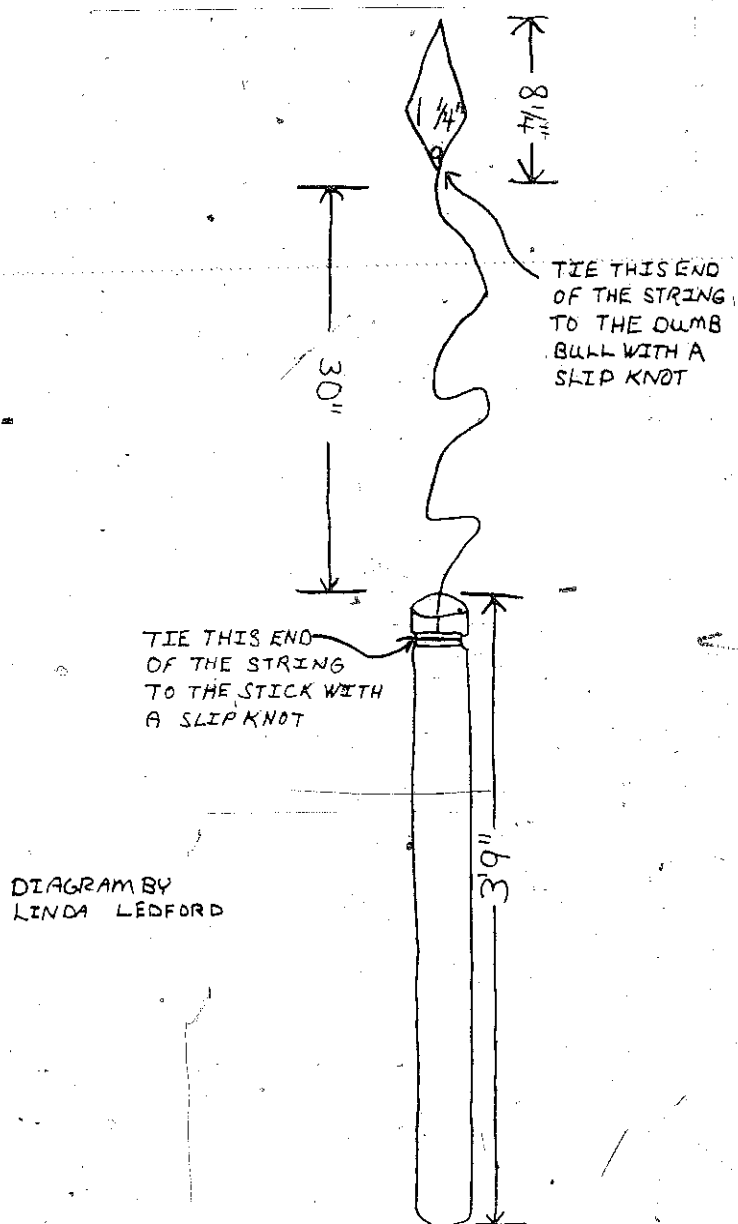 1 1/4"
8 1/4"
30"
TIE THIS END
OF THE STRING
TO THE DUMB
BULL WITH A
SLIP KNOT
TIE THIS END
OF THE STRING
TO THE STICK WITH
A SLIP KNOT
3'9"
DIAGRAM BY
LINDA LEDFORD